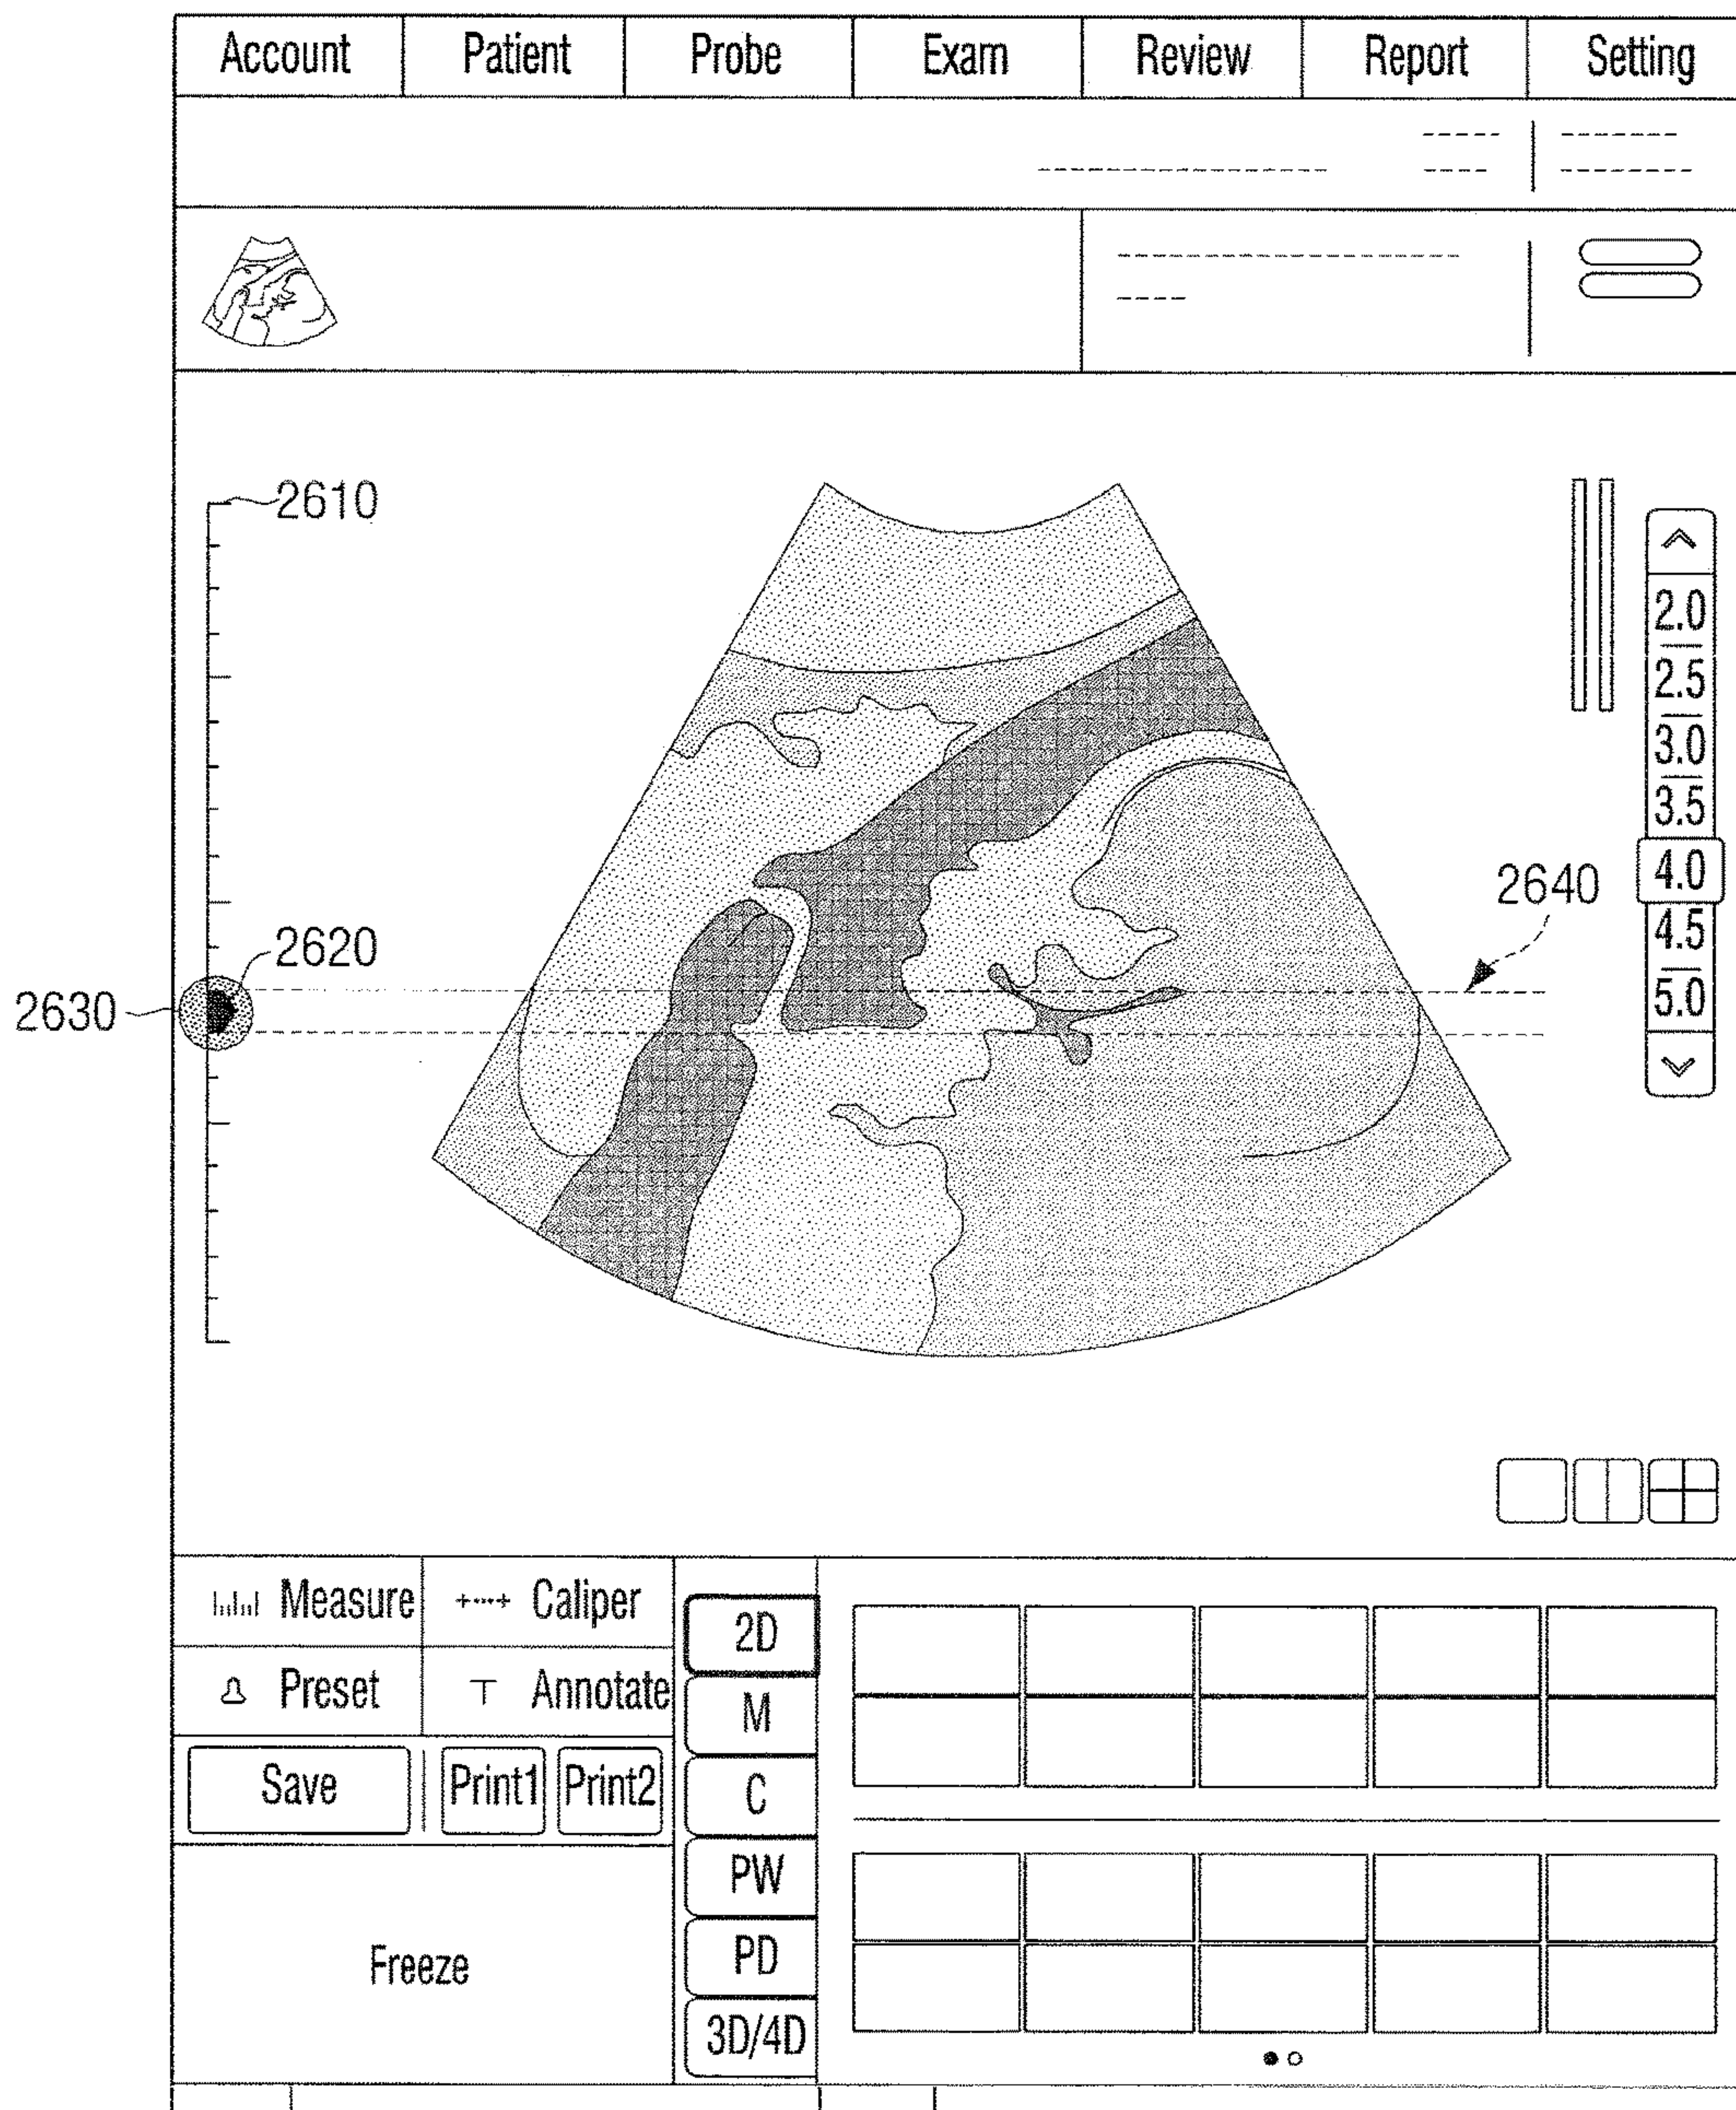 Account Patient Probe Exam Review Report Setting
2610
2.0
2.5
3.0
3.5
4.0
4.5
5.0
2640
2620
2630
Measure Caliper
Preset Annotate
Save Print1 Print2
Freeze
2D
M
C
PW
PD
3D/4D